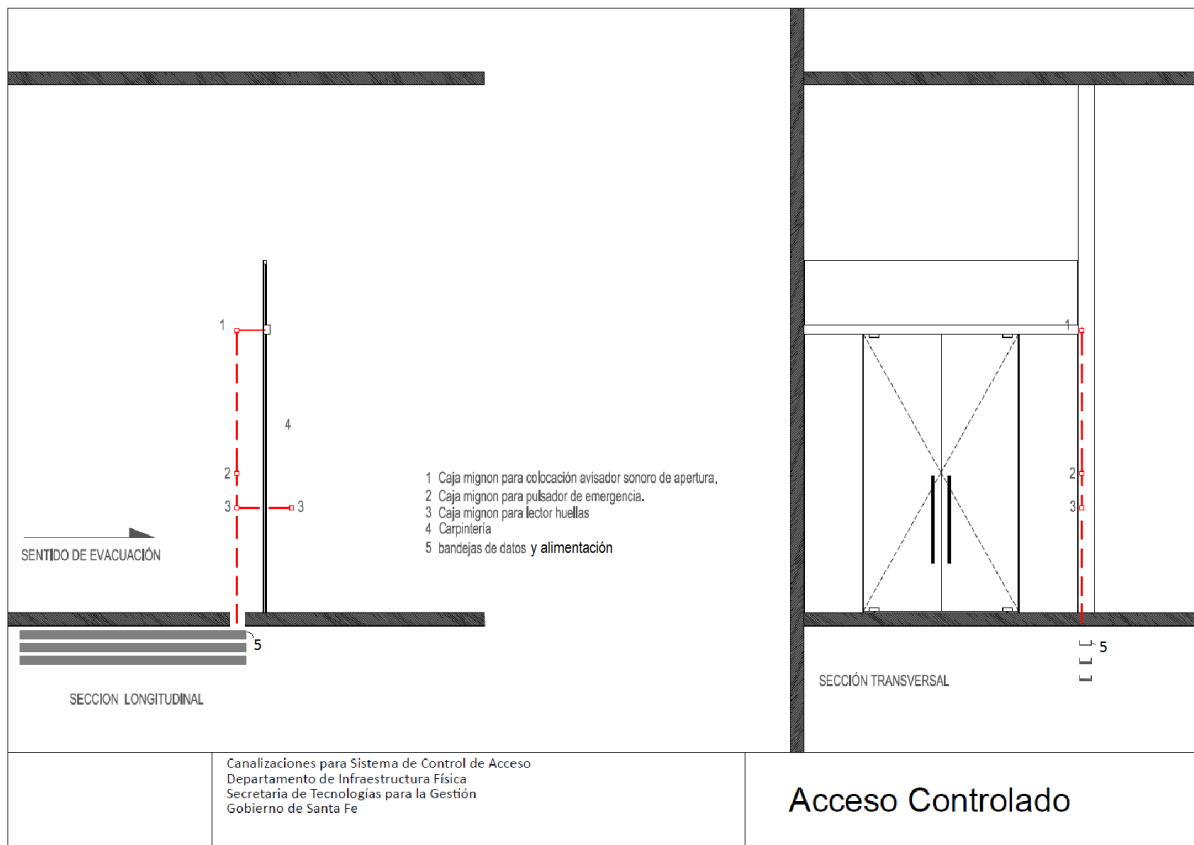 1
2
3
3
4
SENTIDO DE EVACUACIÓN
5
SECCION LONGITUDINAL
1 Caja mignon para colocación avisador sonoro de apertura.
2 Caja mignon para pulsador de emergencia.
3 Caja mignon para lector huellas
4 Carpintería
5 bandejas de datos y alimentación
1
2
3
5
SECCIÓN TRANSVERSAL
Canalizaciones para Sistema de Control de Acceso
Departamento de Infraestructura Física
Secretaria de Tecnologías para la Gestión
Gobierno de Santa Fe
Acceso Controlado